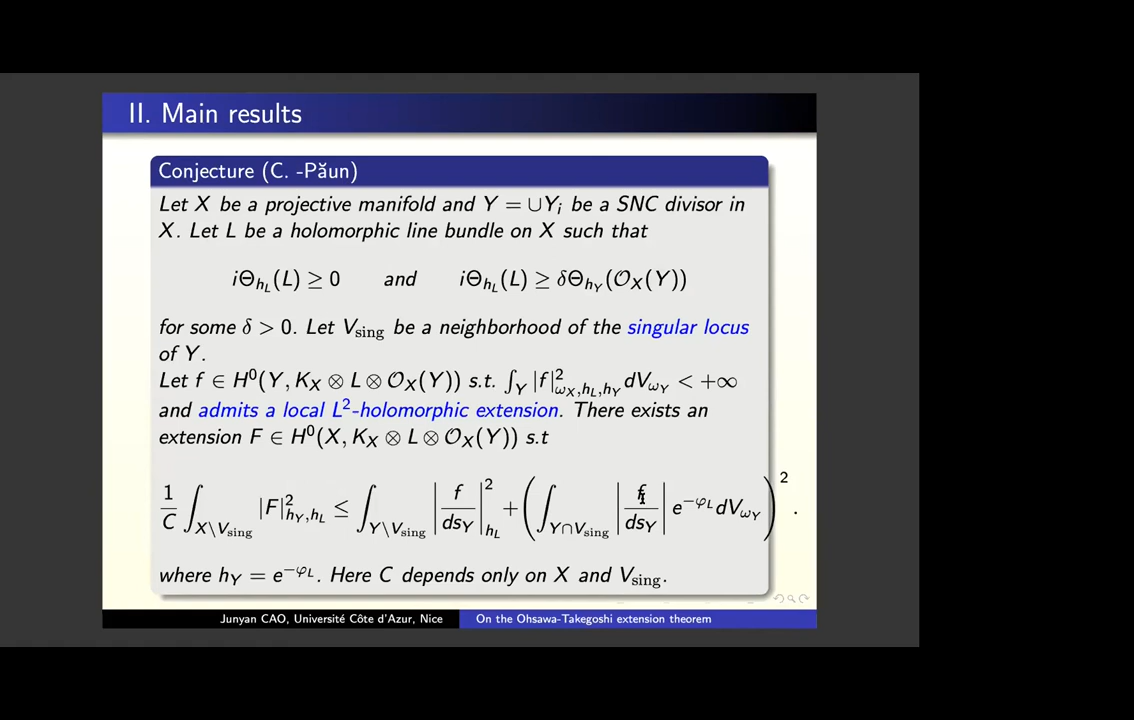 II. Main results
Conjecture (C. -Păun)
Let X be a projective manifold and Y = ∪Y_i be a SNC divisor in
X. Let L be a holomorphic line bundle on X such that
iΘ_{h_L}(L) ≥ 0 and iΘ_{h_L}(L) ≥ δΘ_{h_Y}(𝒪_X(Y))
for some δ > 0. Let V_sing be a neighborhood of the singular locus
of Y.
Let f ∈ H^0(Y, K_X ⊗ L ⊗ 𝒪_X(Y)) s.t. ∫_Y |f|^2_{ω_X,h_L,h_Y} dV_{ω_Y} < +∞
and admits a local L^2-holomorphic extension. There exists an
extension F ∈ H^0(X, K_X ⊗ L ⊗ 𝒪_X(Y)) s.t
1/C ∫_{X\V_sing} |F|^2_{h_Y,h_L} ≤ ∫_{Y\V_sing} |f/ds_Y|^2_{h_L} + (∫_{Y∩V_sing} |f/ds_Y| e^{-φ_L} dV_{ω_Y})^2.
where h_Y = e^{-φ_L}. Here C depends only on X and V_sing.
Junyan CAO, Université Côte d'Azur, Nice On the Ohsawa-Takegoshi extension theorem